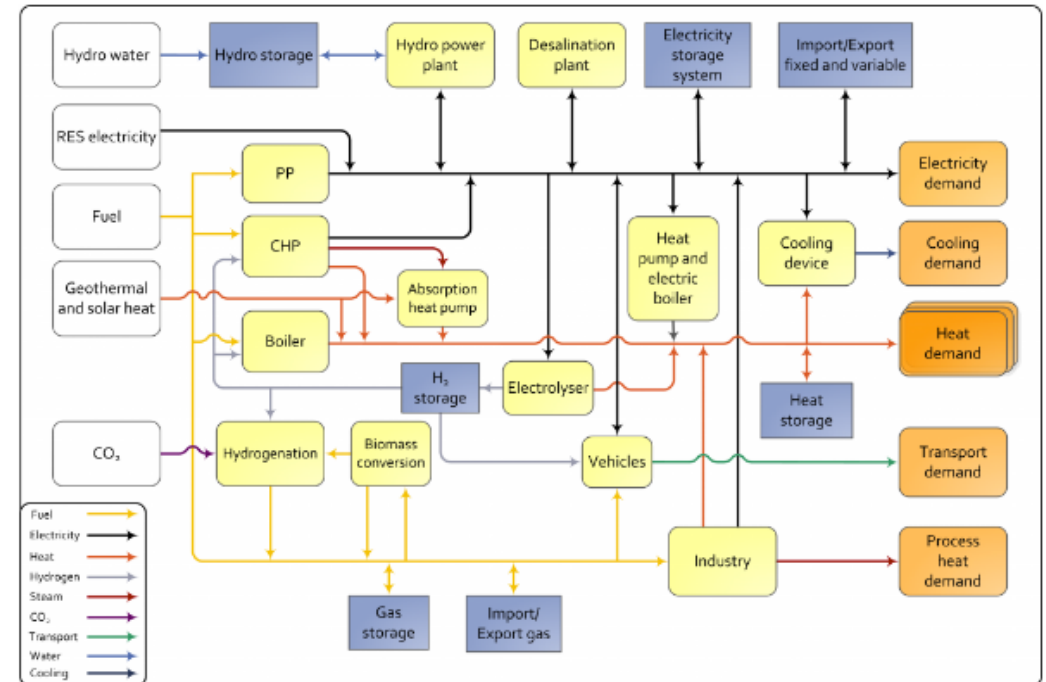 Hydro water
Hydro storage
Hydro power
plant
Desalination
plant
Electricity
storage
system
Import/Export
fixed and variable
RES electricity
PP
Electricity
demand
Fuel
CHP
Heat
pump and
electric
boiler
Cooling
device
Cooling
demand
Geothermal
and solar heat
Absorption
heat pump
Boiler
Heat
demand
H₂
storage
Electrolyser
Heat
storage
CO₂
Hydrogenation
Biomass
conversion
Vehicles
Transport
demand
Fuel
Electricity
Heat
Hydrogen
Steam
CO₂
Transport
Water
Cooling
Industry
Process
heat
demand
Gas
storage
Import/
Export gas